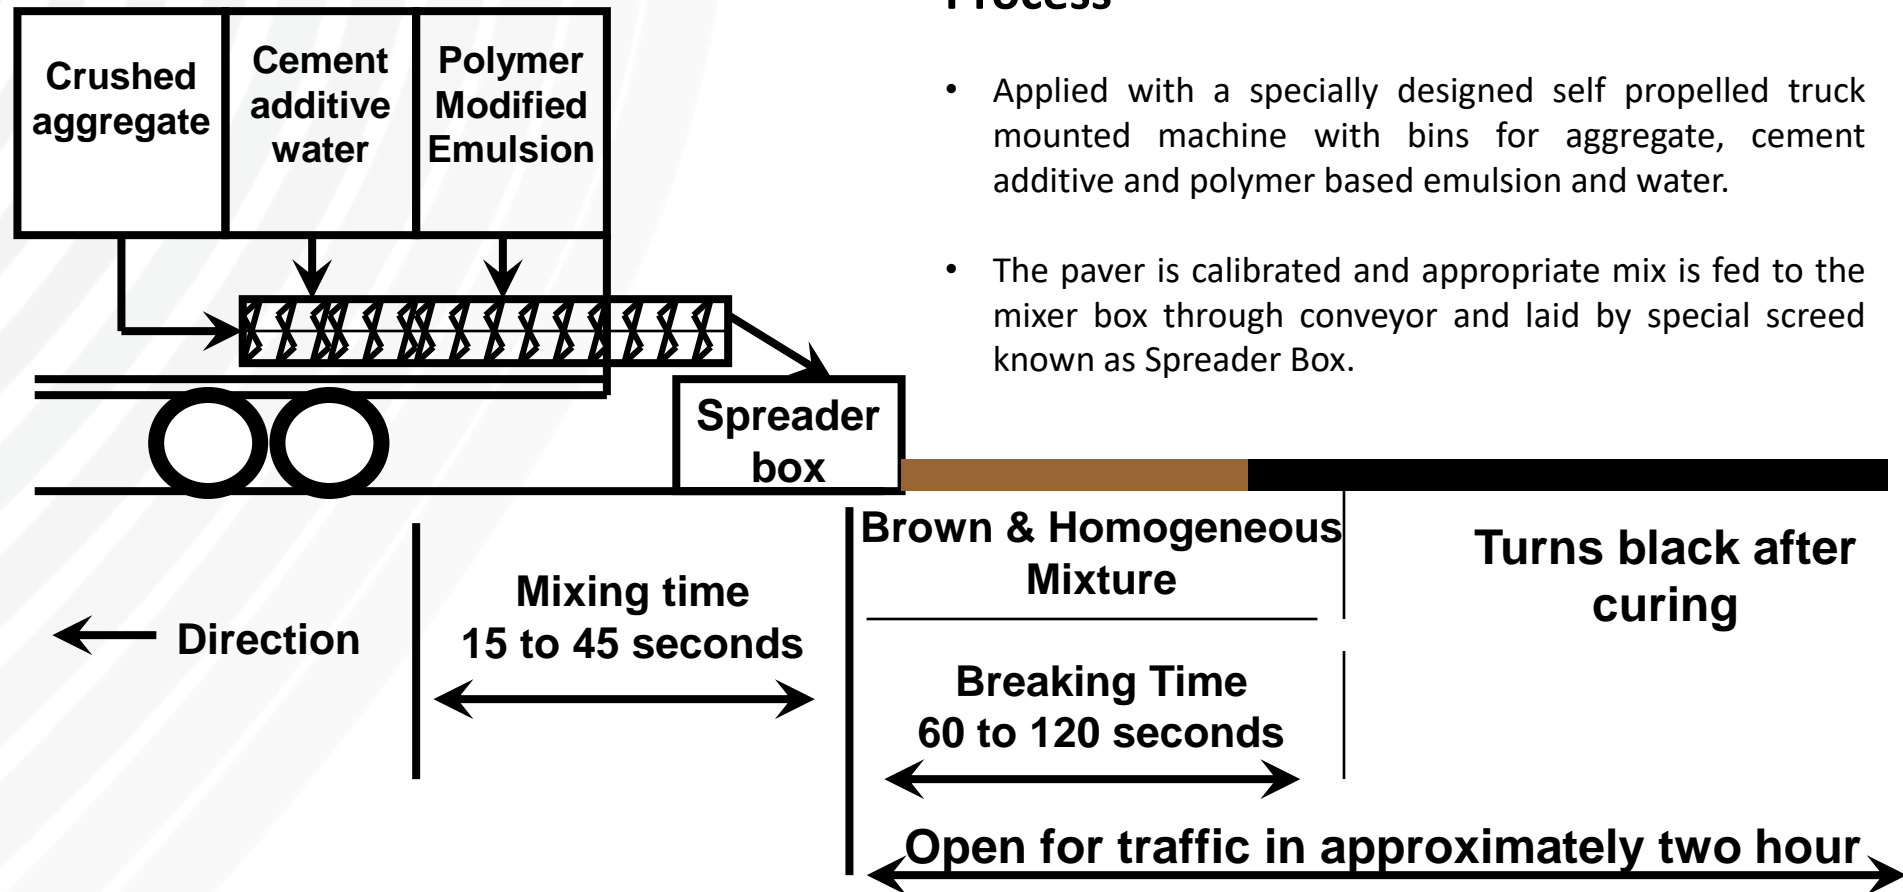 Process
Crushed
aggregate
Cement
additive
water
Polymer
Modified
Emulsion
• Applied with a specially designed self propelled truck
mounted machine with bins for aggregate, cement
additive and polymer based emulsion and water.
• The paver is calibrated and appropriate mix is fed to the
mixer box through conveyor and laid by special screed
known as Spreader Box.
Spreader
box
Direction
Mixing time
15 to 45 seconds
Brown & Homogeneous
Mixture
Breaking Time
60 to 120 seconds
Turns black after
curing
Open for traffic in approximately two hour